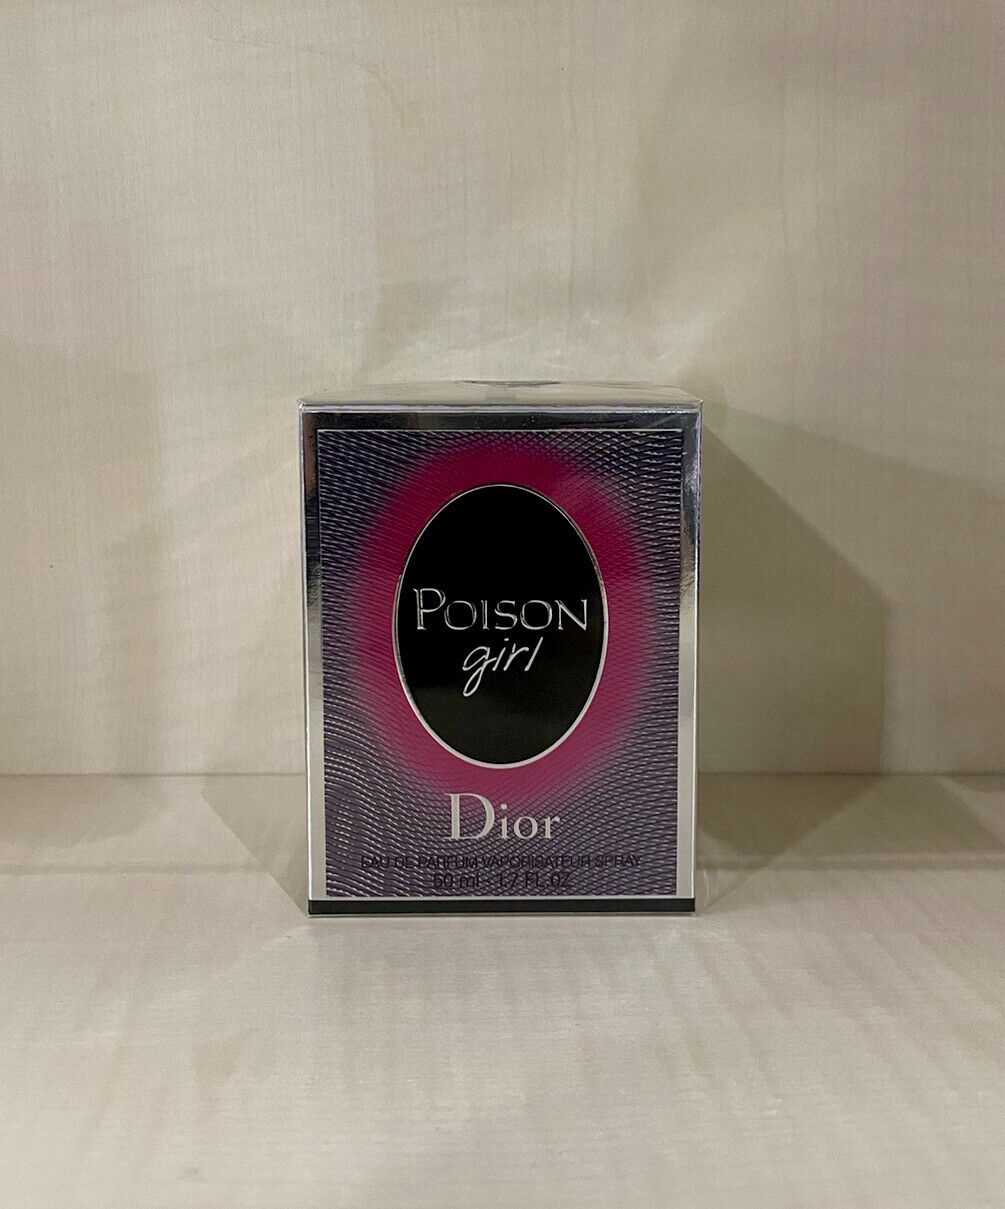 POISON
girl
Dior
EAU DE PARFUM VAPORISATEUR SPRAY
50 ml - 1.7 FL.OZ